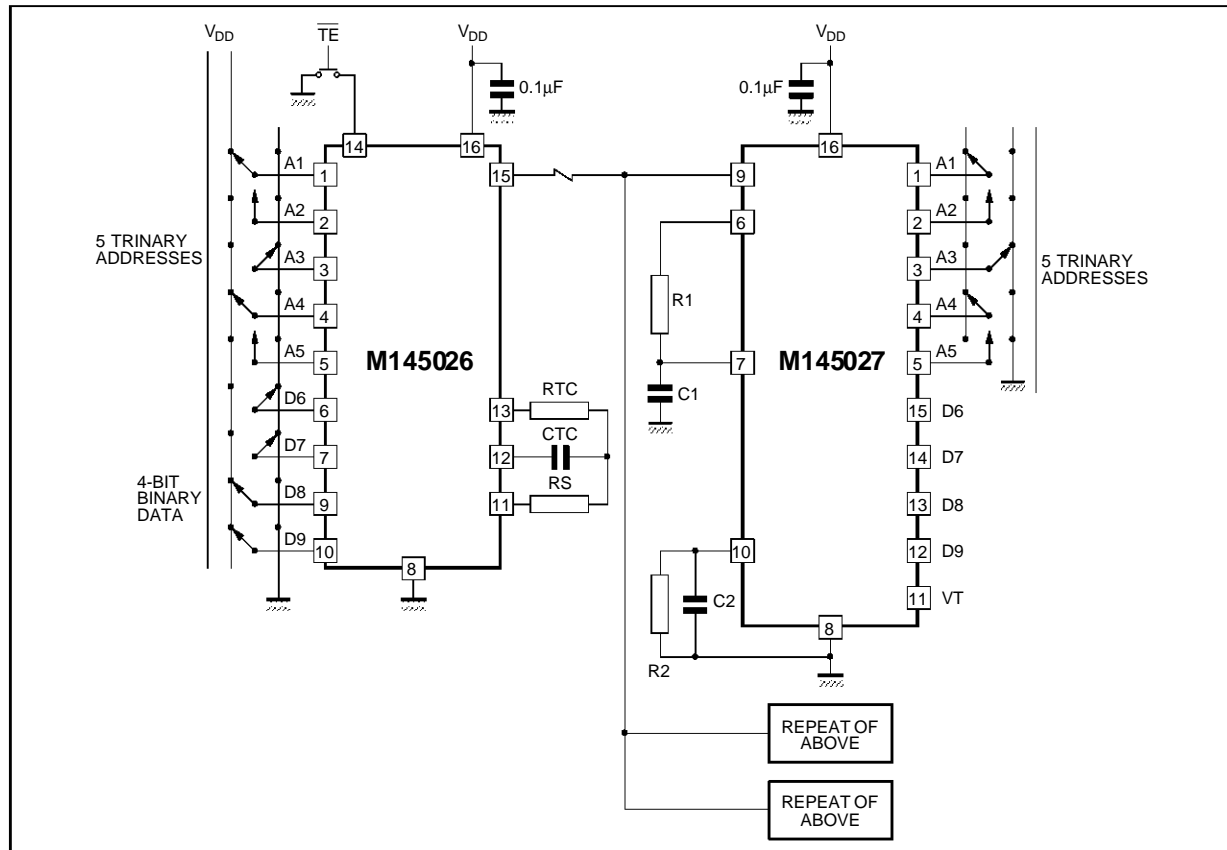 V_DD
TE
V_DD
V_DD
0.1µF
0.1µF
14
16
16
A1
1
15
9
1
A1
A2
2
6
2
A2
5 TRINARY
ADDRESSES
A3
3
3
A3
5 TRINARY
ADDRESSES
R1
A4
4
4
A4
A5
5
M145026
7
M145027
5
A5
C1
D6
6
13
RTC
15
D6
D7
7
12
CTC
14
D7
4-BIT
BINARY
DATA
D8
9
11
RS
13
D8
D9
10
10
12
D9
8
C2
11
VT
8
R2
REPEAT OF
ABOVE
REPEAT OF
ABOVE